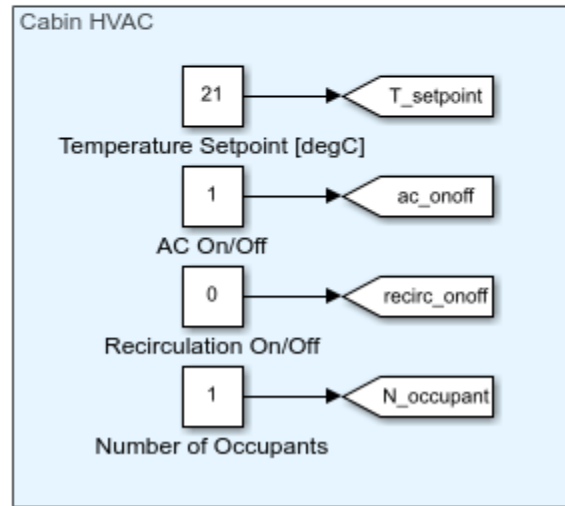 Cabin HVAC
21
T_setpoint
Temperature Setpoint [degC]
1
ac_onoff
AC On/Off
0
recirc_onoff
Recirculation On/Off
1
N_occupant
Number of Occupants